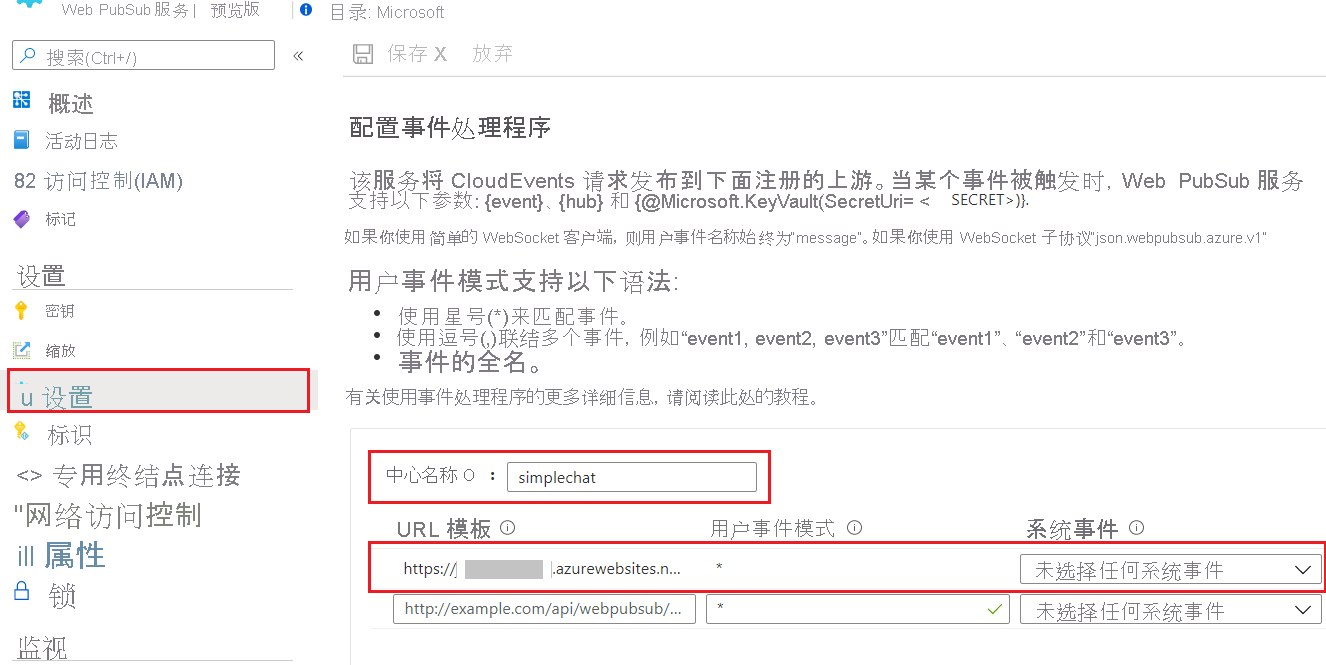 Web PubSub 服务 | 预览版
目录: Microsoft
搜索(Ctrl+/)
«
保存 X 放弃
概述
活动日志
82 访问控制(IAM)
标记
设置
密钥
缩放
u 设置
标识
<> 专用终结点连接
"网络访问控制
ill 属性
锁
监视
配置事件处理程序
该服务将 CloudEvents 请求发布到下面注册的上游。当某个事件被触发时, Web PubSub 服务
支持以下参数: {event}、{hub} 和 {@Microsoft.KeyVault(SecretUri= < SECRET>)}.
如果你使用简单的 WebSocket 客户端, 则用户事件名称始终为"message"。如果你使用 WebSocket 子协议"json.webpubsub.azure.v1"
用户事件模式支持以下语法:
• 使用星号(*)来匹配事件。
• 使用逗号(,)联结多个事件, 例如“event1, event2, event3”匹配“event1”、“event2”和“event3”。
• 事件的全名。
有关使用事件处理程序的更多详细信息, 请阅读此处的教程。
中心名称 O : simplechat
URL 模板 用户事件模式 系统事件
https:// .azurewebsites.n... * 未选择任何系统事件
http://example.com/api/webpubsub/... * 未选择任何系统事件